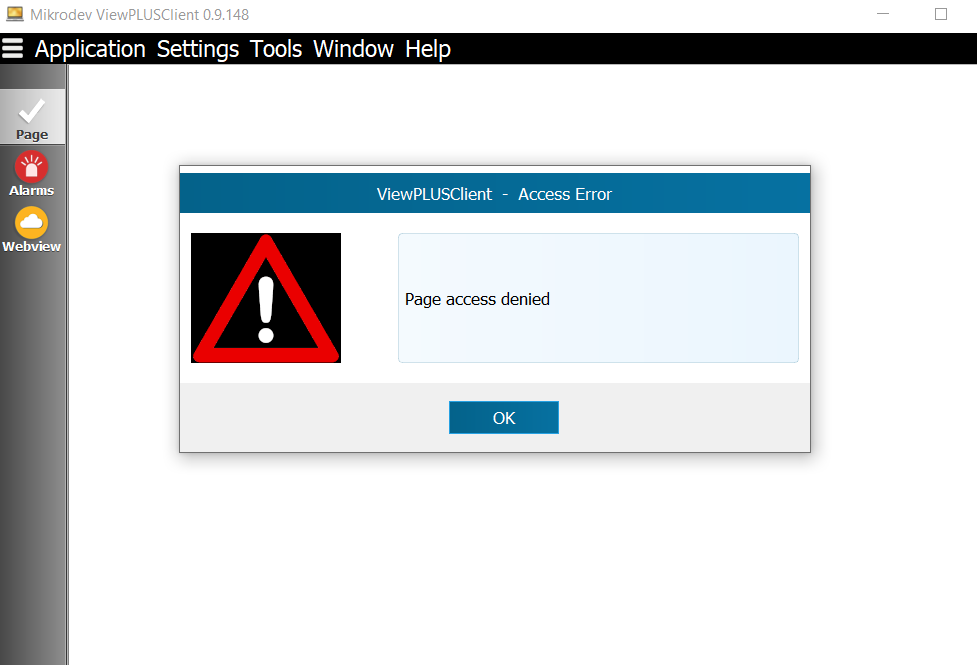 Mikrodev ViewPLUSClient 0.9.148
Application Settings Tools Window Help
Page
Alarms
Webview
ViewPLUSClient - Access Error
Page access denied
OK